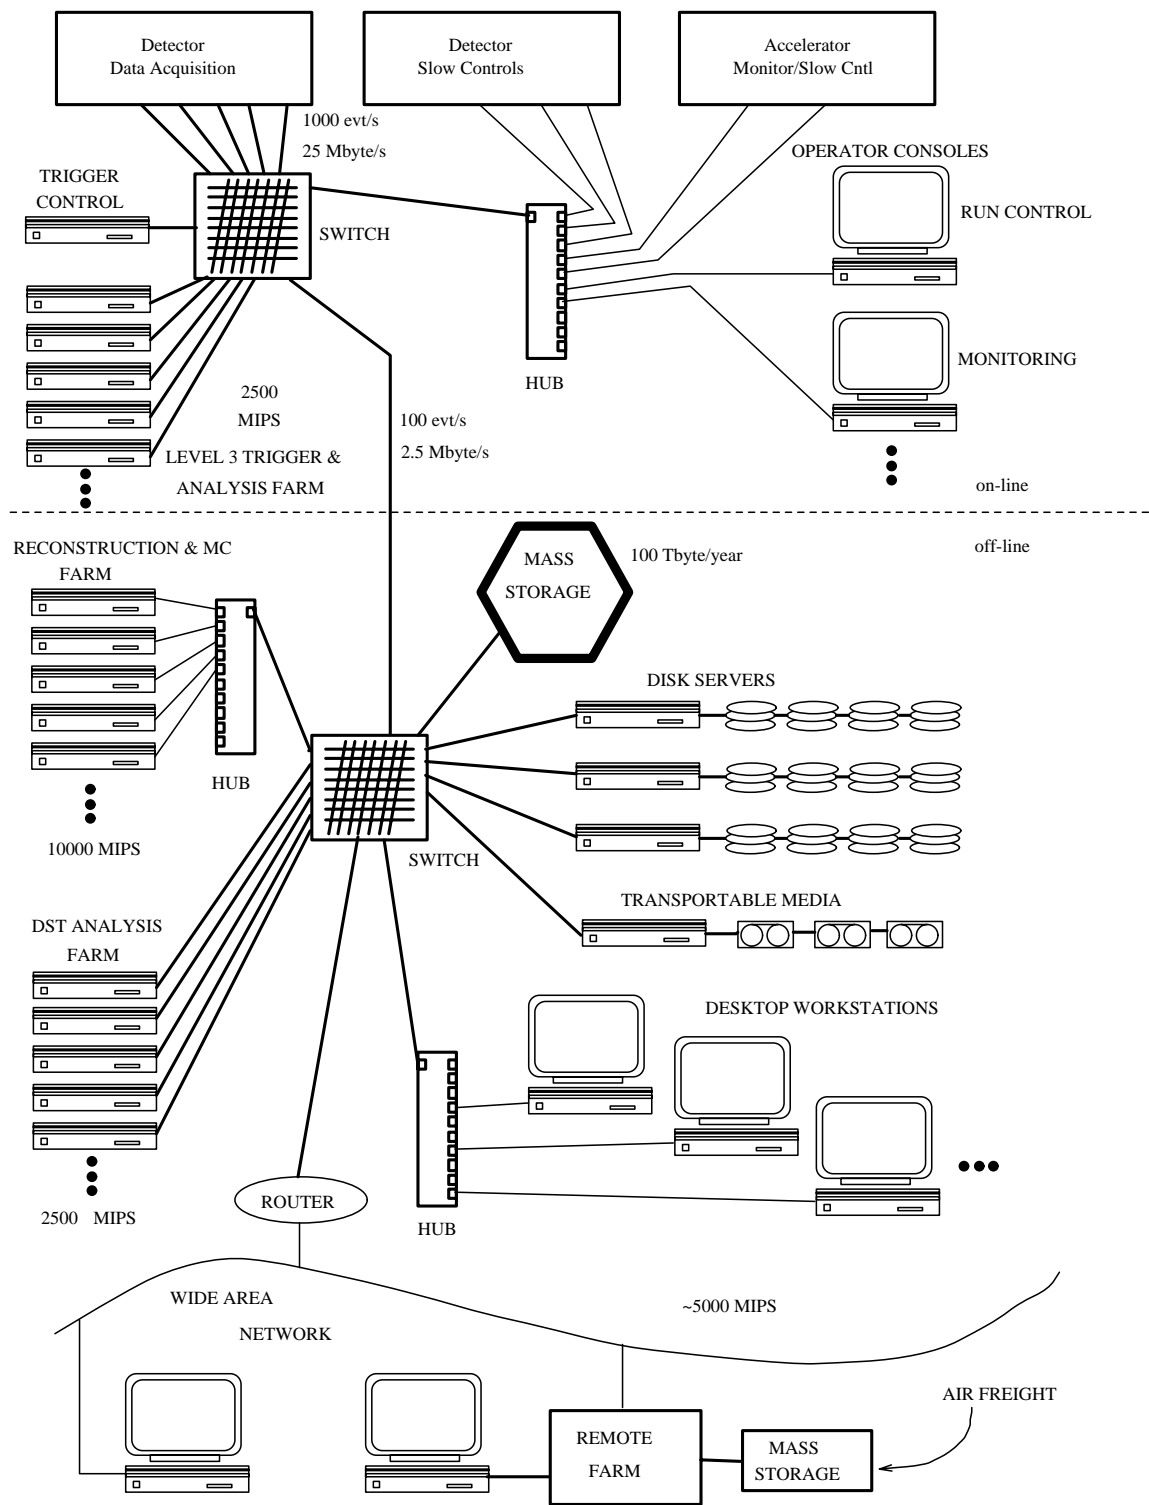 Detector
Data Acquisition
Detector
Slow Controls
Accelerator
Monitor/Slow Cntl
1000 evt/s
25 Mbyte/s
OPERATOR CONSOLES
TRIGGER
CONTROL
RUN CONTROL
SWITCH
MONITORING
HUB
2500
MIPS
100 evt/s
2.5 Mbyte/s
LEVEL 3 TRIGGER &
ANALYSIS FARM
on-line
off-line
RECONSTRUCTION & MC
FARM
MASS
STORAGE
100 Tbyte/year
DISK SERVERS
HUB
10000 MIPS
SWITCH
TRANSPORTABLE MEDIA
DST ANALYSIS
FARM
DESKTOP WORKSTATIONS
2500 MIPS
ROUTER
HUB
WIDE AREA
NETWORK
~5000 MIPS
AIR FREIGHT
REMOTE
FARM
MASS
STORAGE